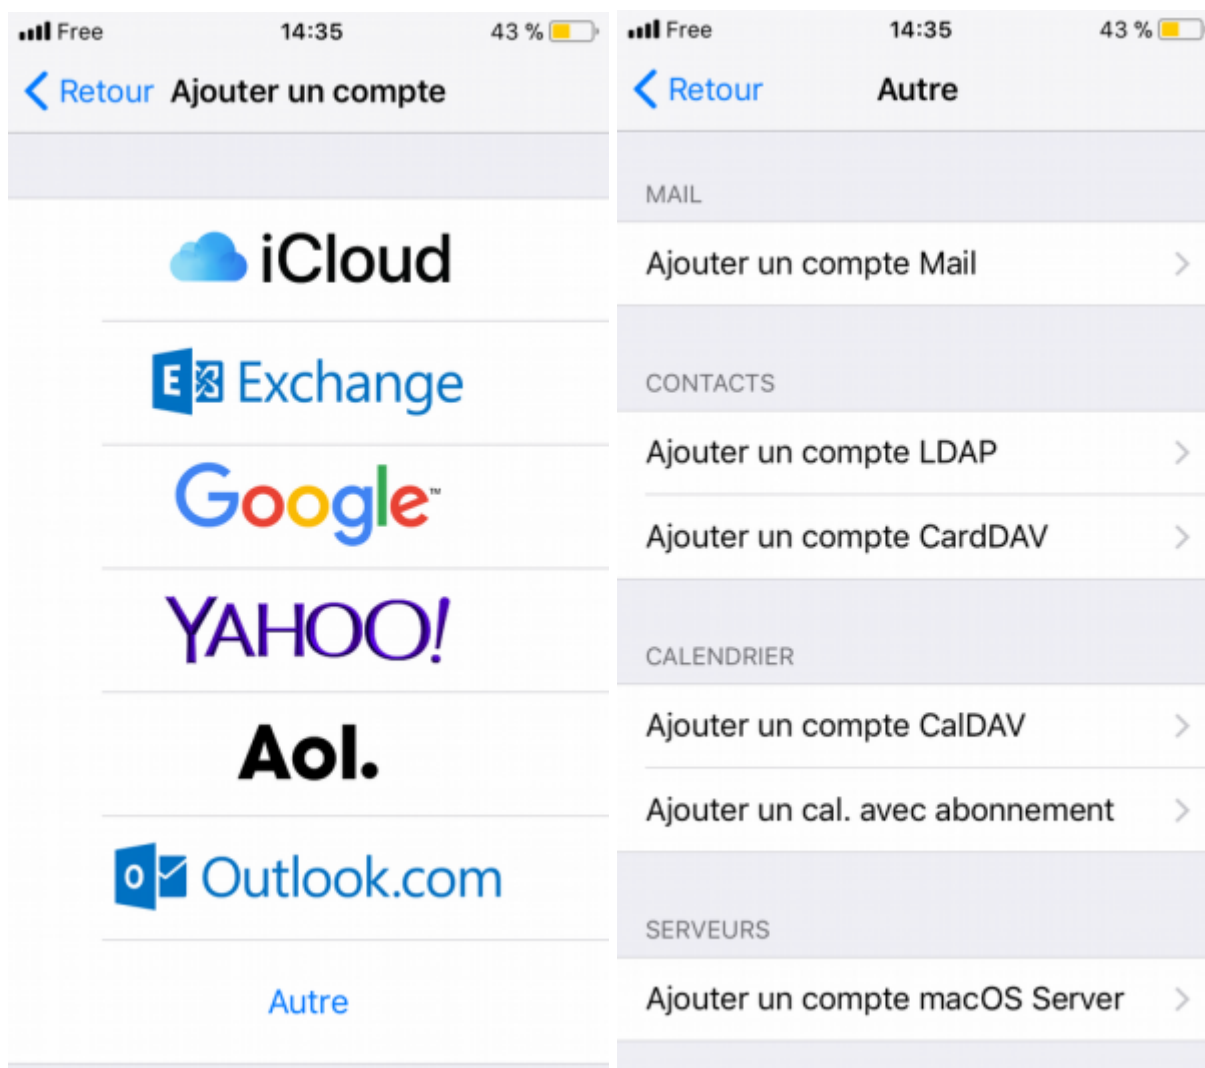 Free 14:35 43 %
Retour Ajouter un compte
iCloud
E Exchange
Google™
YAHOO!
Aol.
O Outlook.com
Autre
Free 14:35 43 %
Retour Autre
MAIL
Ajouter un compte Mail
CONTACTS
Ajouter un compte LDAP
Ajouter un compte CardDAV
CALENDRIER
Ajouter un compte CalDAV
Ajouter un cal. avec abonnement
SERVEURS
Ajouter un compte macOS Server